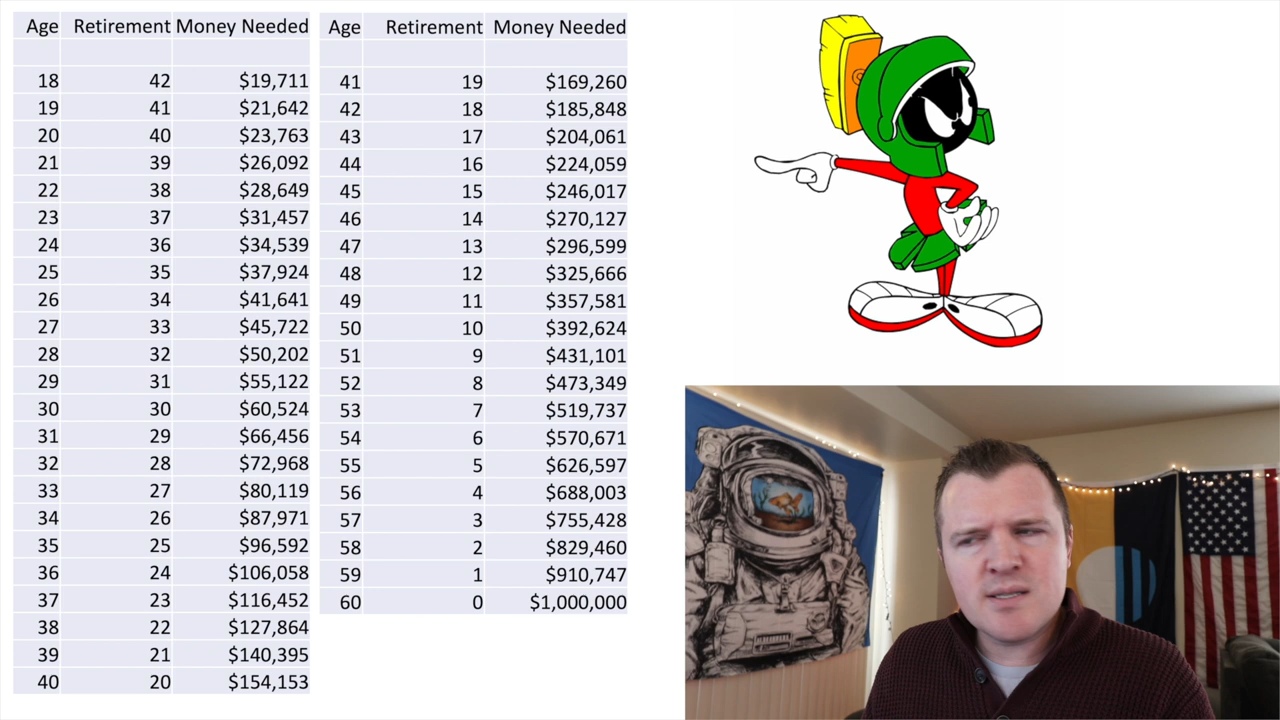 Age Retirement Money Needed
18 42 $19,711
19 41 $21,642
20 40 $23,763
21 39 $26,092
22 38 $28,649
23 37 $31,457
24 36 $34,539
25 35 $37,924
26 34 $41,641
27 33 $45,722
28 32 $50,202
29 31 $55,122
30 30 $60,524
31 29 $66,456
32 28 $72,968
33 27 $80,119
34 26 $87,971
35 25 $96,592
36 24 $106,058
37 23 $116,452
38 22 $127,864
39 21 $140,395
40 20 $154,153
Age Retirement Money Needed
41 19 $169,260
42 18 $185,848
43 17 $204,061
44 16 $224,059
45 15 $246,017
46 14 $270,127
47 13 $296,599
48 12 $325,666
49 11 $357,581
50 10 $392,624
51 9 $431,101
52 8 $473,349
53 7 $519,737
54 6 $570,671
55 5 $626,597
56 4 $688,003
57 3 $755,428
58 2 $829,460
59 1 $910,747
60 0 $1,000,000